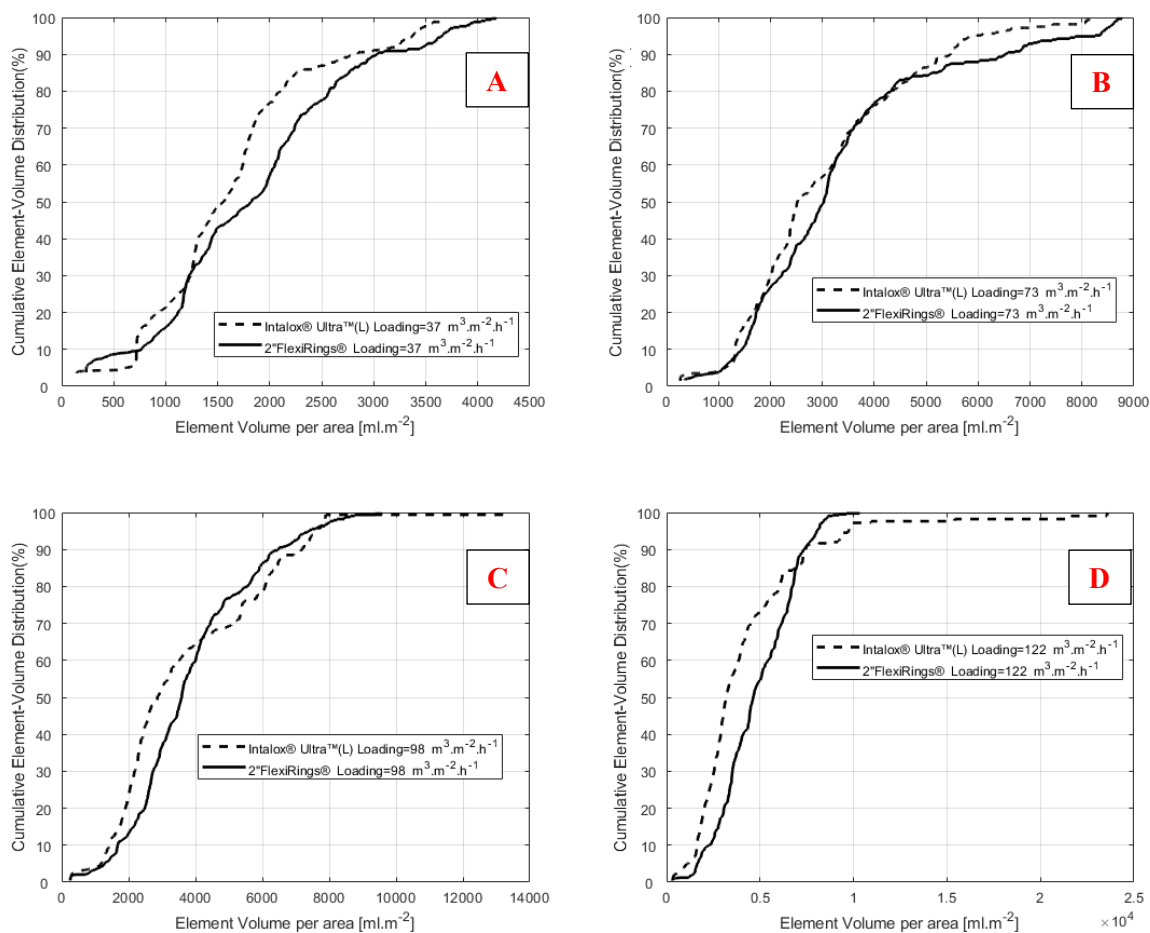 Cumulative Element-Volume Distribution(%)
100
90
80
70
60
50
40
30
20
10
0
A
Intalox® Ultra™(L) Loading=37 m³.m⁻².h⁻¹
2"FlexiRings® Loading=37 m³.m⁻².h⁻¹
0 500 1000 1500 2000 2500 3000 3500 4000 4500
Element Volume per area [ml.m⁻²]
Cumulative Element-Volume Distribution(%)
100
90
80
70
60
50
40
30
20
10
0
B
Intalox® Ultra™(L) Loading=73 m³.m⁻².h⁻¹
2"FlexiRings® Loading=73 m³.m⁻².h⁻¹
0 1000 2000 3000 4000 5000 6000 7000 8000 9000
Element Volume per area [ml.m⁻²]
Cumulative Element-Volume Distribution(%)
100
90
80
70
60
50
40
30
20
10
0
C
Intalox® Ultra™(L) Loading=98 m³.m⁻².h⁻¹
2"FlexiRings® Loading=98 m³.m⁻².h⁻¹
0 2000 4000 6000 8000 10000 12000 14000
Element Volume per area [ml.m⁻²]
Cumulative Element-Volume Distribution(%)
100
90
80
70
60
50
40
30
20
10
0
D
Intalox® Ultra™(L) Loading=122 m³.m⁻².h⁻¹
2"FlexiRings® Loading=122 m³.m⁻².h⁻¹
0 0.5 1 1.5 2 2.5
Element Volume per area [ml.m⁻²]
×10⁴